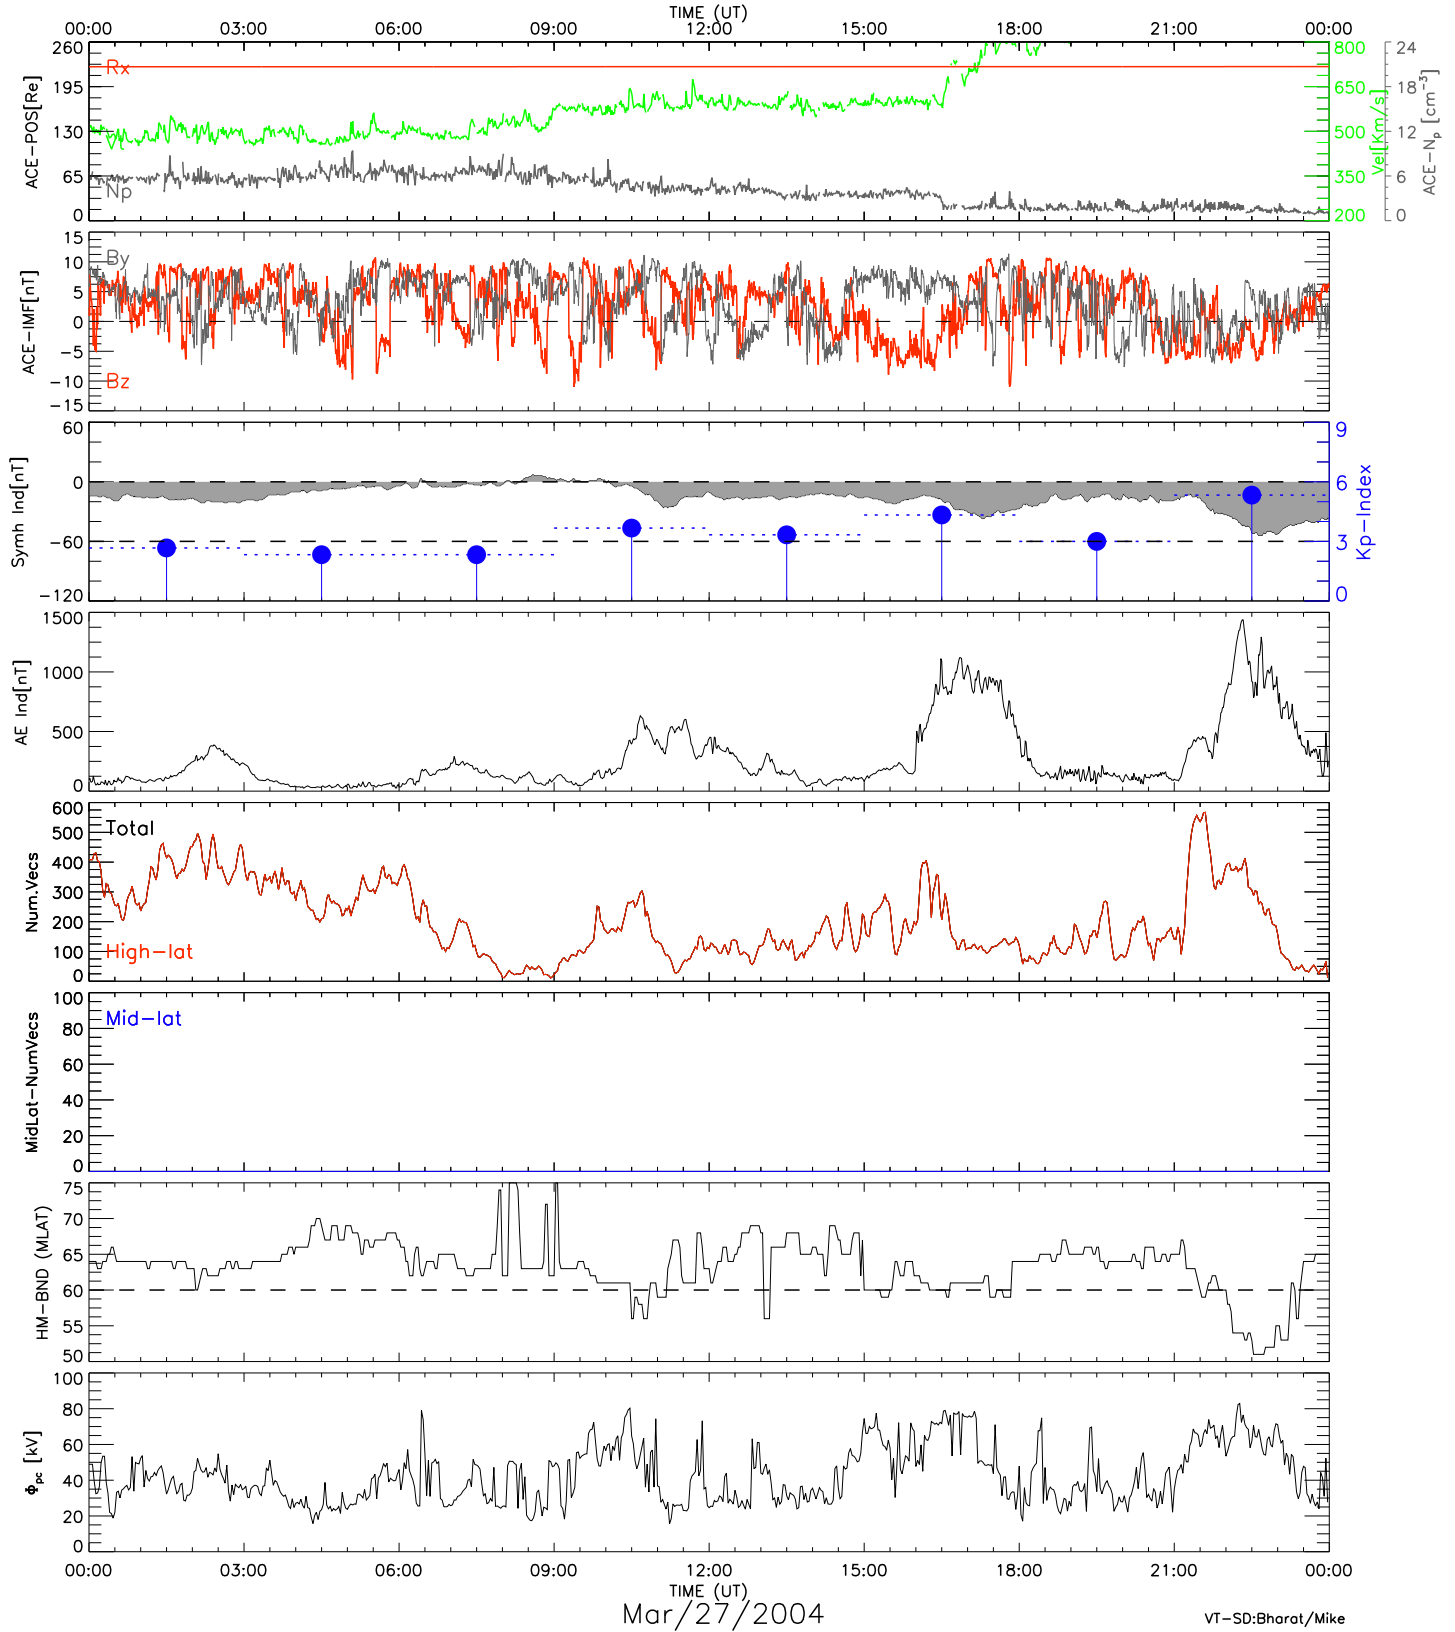 TIME (UT)
00:00 03:00 06:00 09:00 12:00 15:00 18:00 21:00 00:00
ACE-POS[Re]
260
195
130
65
0
Rx
Np
800
650
500
350
200
Vel[Km/s]
24
18
12
6
0
ACE-Np [cm-3]
ACE-IMF[nT]
15
10
5
0
-5
-10
-15
By
Bz
Symh Ind[nT]
60
0
-60
-120
9
6
3
0
Kp-Index
AE Ind[nT]
1500
1000
500
0
Num.Vecs
600
500
400
300
200
100
0
Total
High-lat
MidLat-NumVecs
100
80
60
40
20
0
Mid-lat
HM-BND (MLAT)
75
70
65
60
55
50
Φpc [kV]
100
80
60
40
20
0
00:00 03:00 06:00 09:00 12:00 15:00 18:00 21:00 00:00
TIME (UT)
Mar/27/2004
VT-SD:Bharat/Mike